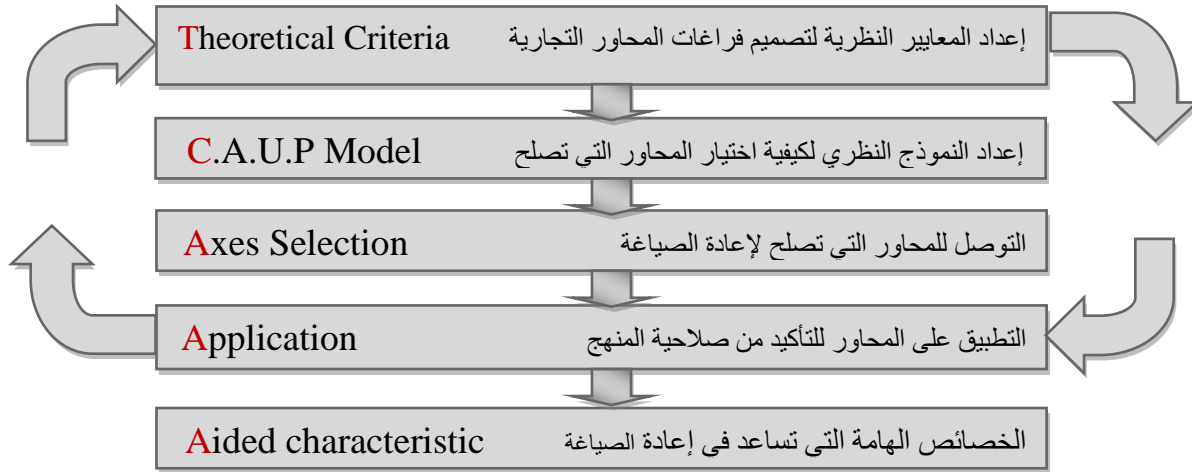 Theoretical Criteria إعداد المعايير النظرية لتصميم فراغات المحاور التجارية
C.A.U.P Model إعداد النموذج النظري لكيفية اختيار المحاور التي تصلح
Axes Selection التوصل للمحاور التي تصلح لإعادة الصياغة
Application التطبيق على المحاور للتأكيد من صلاحية المنهج
Aided characteristic الخصائص الهامة التى تساعد فى إعادة الصياغة